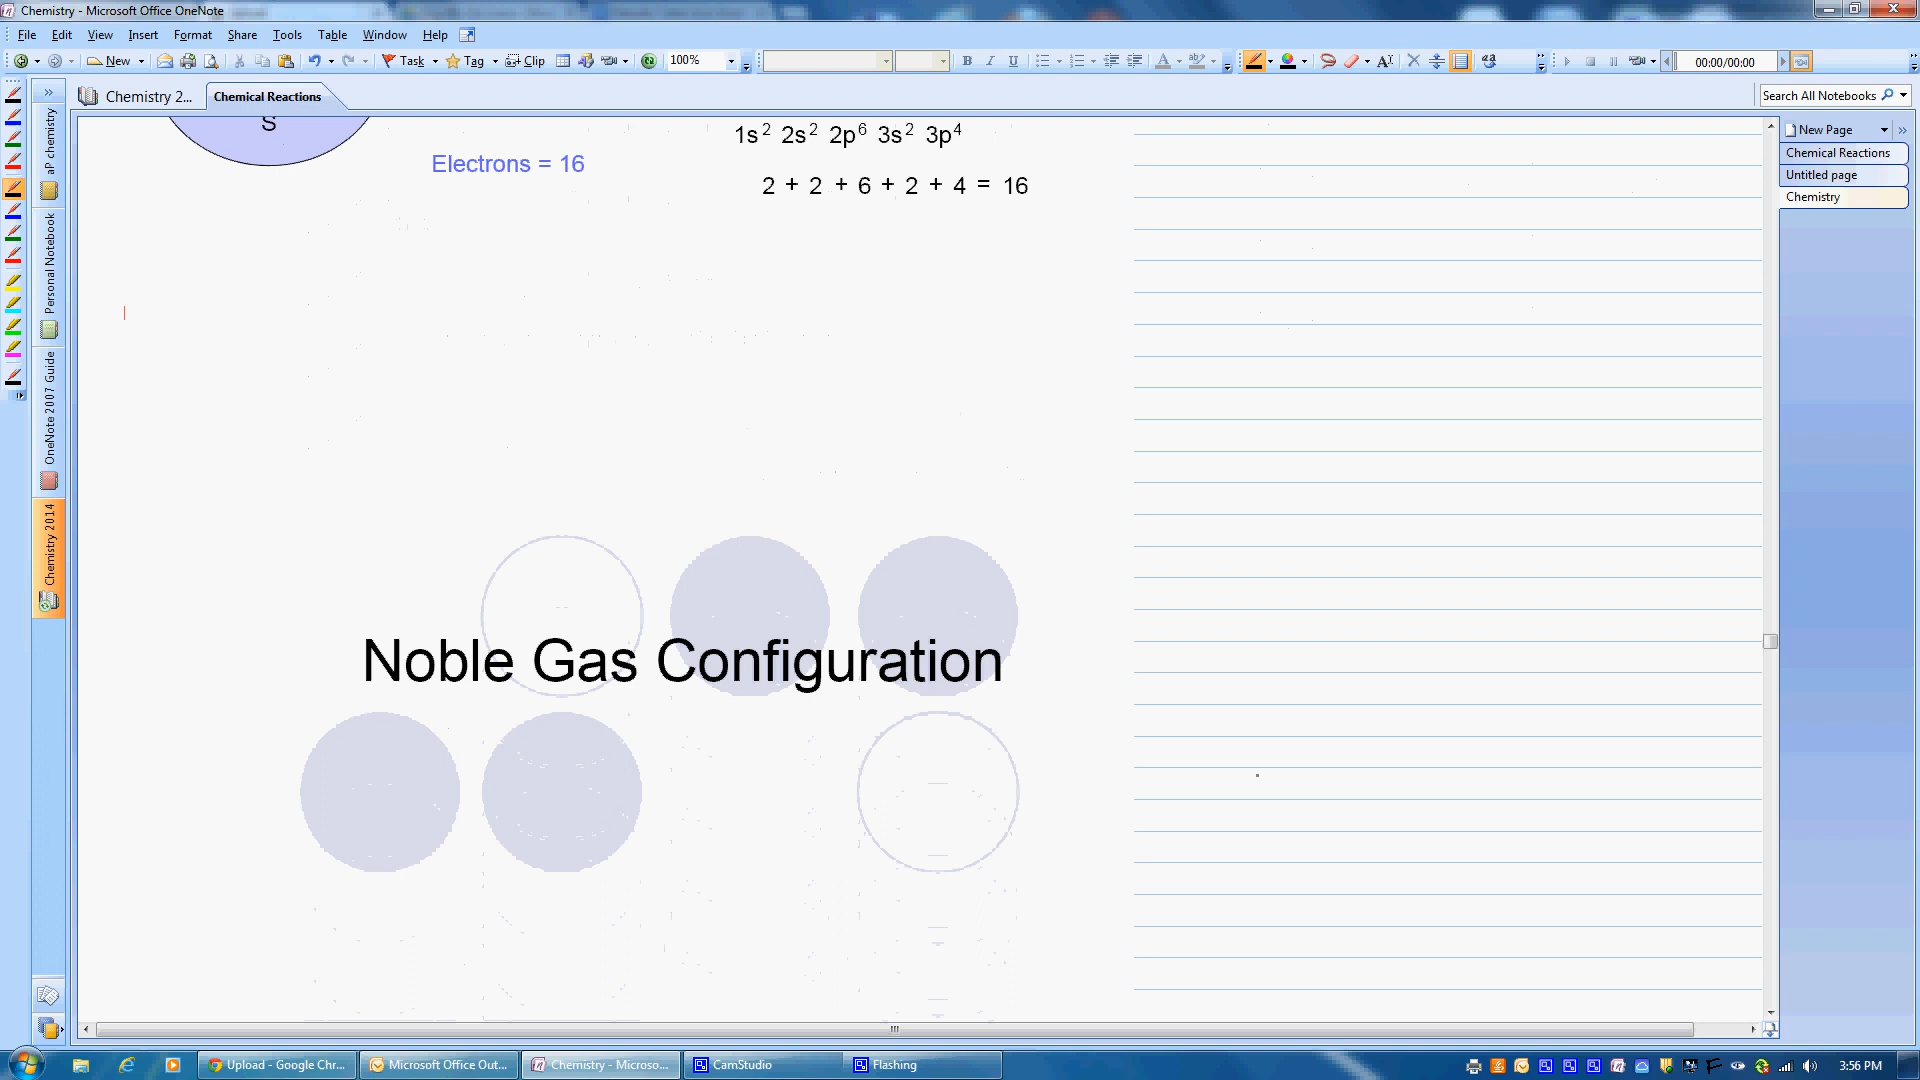 Chemistry - Microsoft Office OneNote
File Edit View Insert Format Share Tools Table Window Help
New Task Tag Clip 100% B I U 00:00/00:00
Chemistry 2... Chemical Reactions Search All Notebooks
aP chemistry
Personal Notebook
OneNote 2007 Guide
Chemistry 2014
New Page
Chemical Reactions
Untitled page
Chemistry
S
1s² 2s² 2p⁶ 3s² 3p⁴
Electrons = 16
2 + 2 + 6 + 2 + 4 = 16
Noble Gas Configuration
Upload - Google Chr... Microsoft Office Out... Chemistry - Microso... CamStudio Flashing 3:56 PM